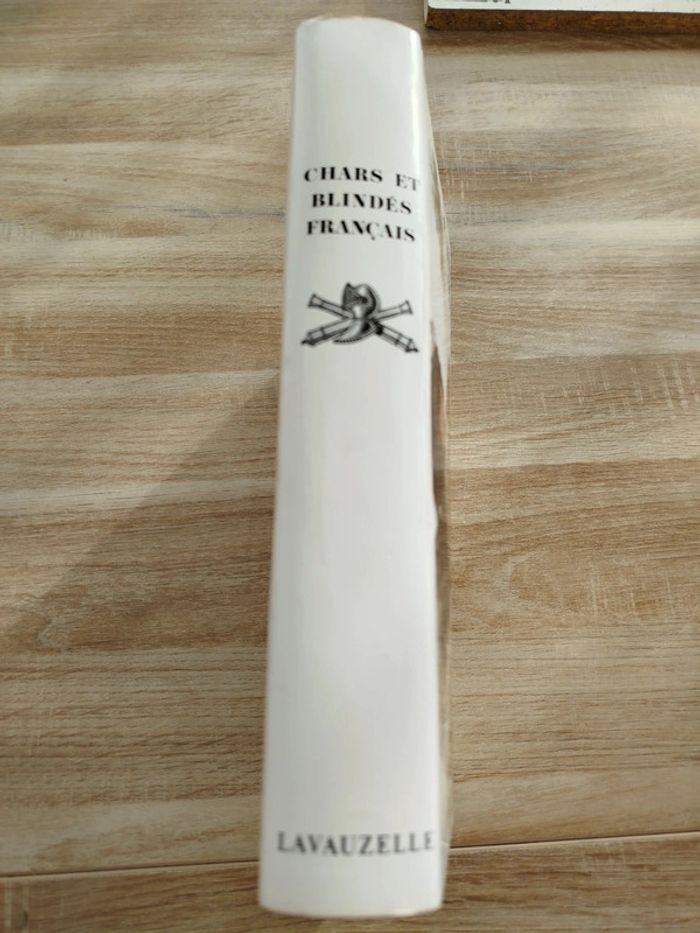 CHARS ET
BLINDÉS
FRANÇAIS
LAVAUZELLE